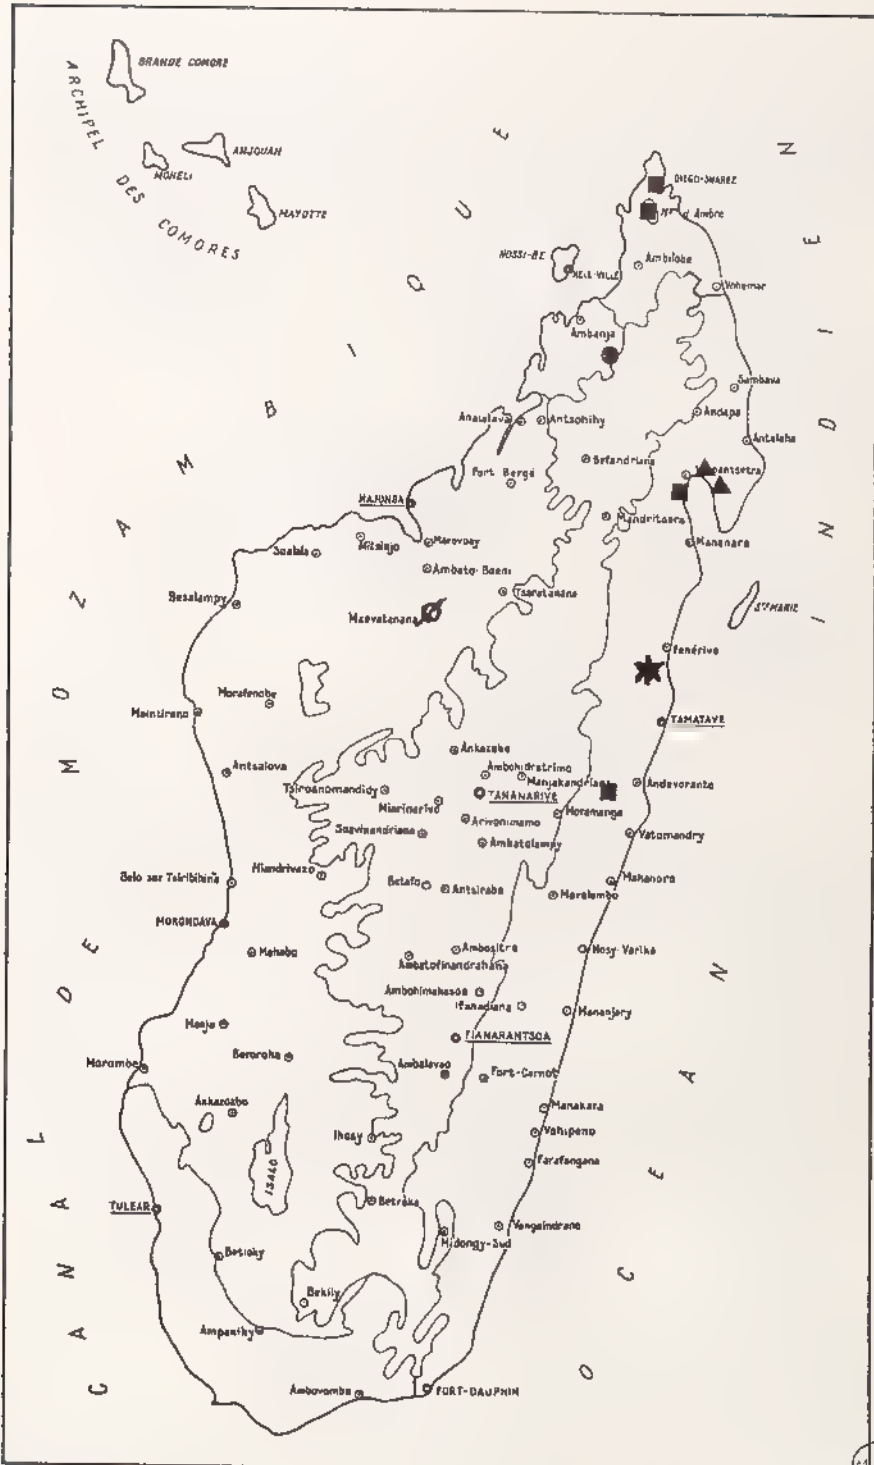 GRANDE COMORE
ARCHIPEL DES COMORES
ANJOUAN
MOHELI
MAYOTTE
CANAL DE MOZAMBIQUE
OCEAN INDIEN
DIEGO-SUAREZ
Mt d'Ambre
NOSSI-BE
HELL-VILLE
Ambilobe
Vohemar
Ambanja
Sambava
Andapa
Analalava
Antsohihy
Antalaha
Befandriana
Port Bergé
MAJUNGA
Mandritsara
Mananara
Soalala
Mitsinjo
Marovoay
Ambato-Boeni
Besalampy
Tsaratanana
Maevatanana
Ste MARIE
Fenérive
Morafenobe
Maintirano
TAMATAVE
Ankazobe
Antsalova
Ambohidratrimo
Manjakandriana
Tsiroanomandidy
TANANARIVE
Andevoranto
Miarinarivo
Moramanga
Arivonimamo
Soavinandriana
Vatomandry
Ambatolampy
Miandrivazo
Belo sur Tsiribihina
Betafo
Antsirabe
Mahanoro
Marolambo
MORONDAVA
Mahabo
Ambositra
Nosy-Varika
Ambatofinandrahana
Ambohimahasoa
Ifanadiana
Mananjary
Manja
FIANARANTSOA
Beroroha
Morombe
Ambalavao
Fort-Carnot
Ankazoabo
Manakara
Vohipeno
Ihosy
Farafangana
ISALO
TULEAR
Betroka
Vangaindrano
Midongy-Sud
Betioky
Bekily
Ampanihy
Ambovombe
FORT-DAUPHIN